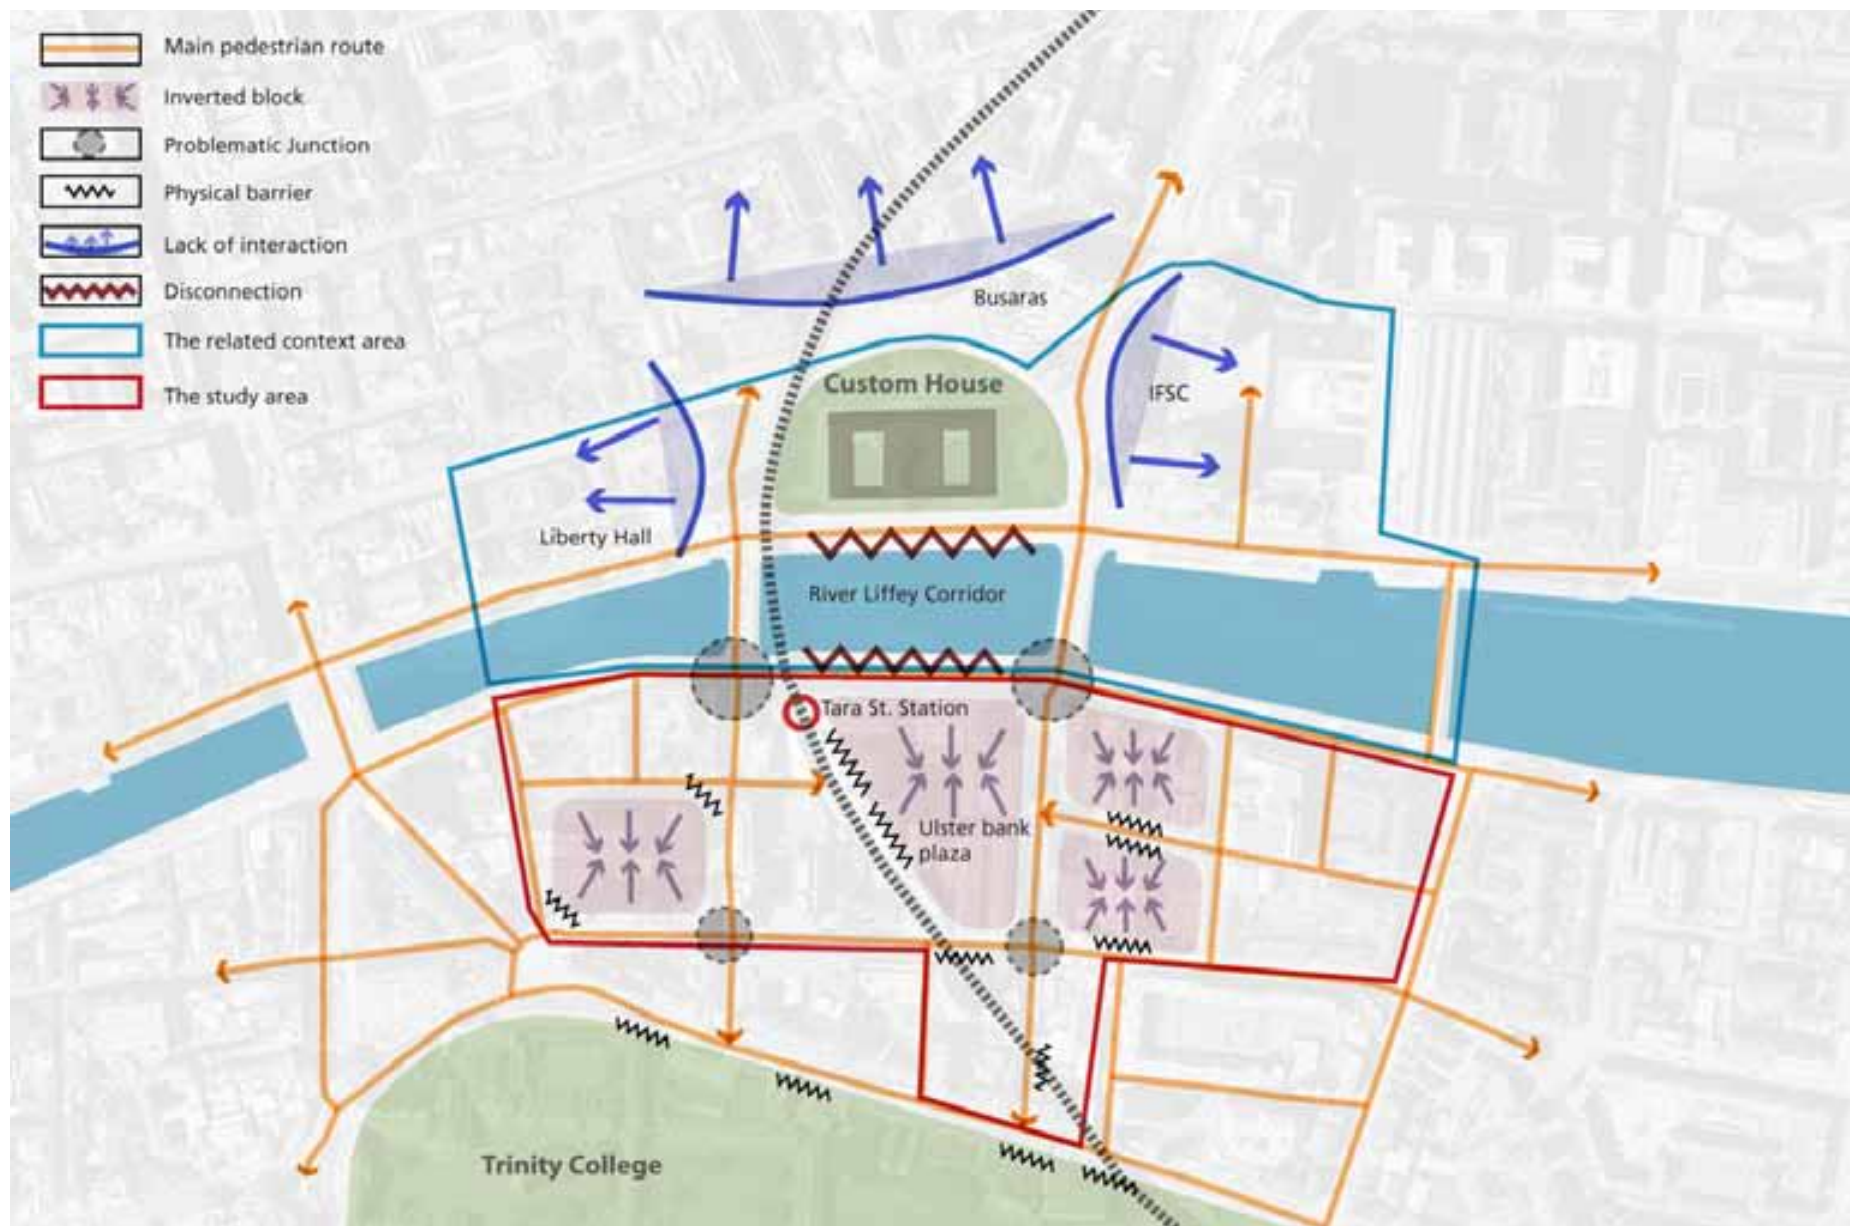 Main pedestrian route
Inverted block
Problematic Junction
Physical barrier
Lack of interaction
Disconnection
The related context area
The study area
Busaras
Custom House
IFSC
Liberty Hall
River Liffey Corridor
Tara St. Station
Ulster bank
plaza
Trinity College